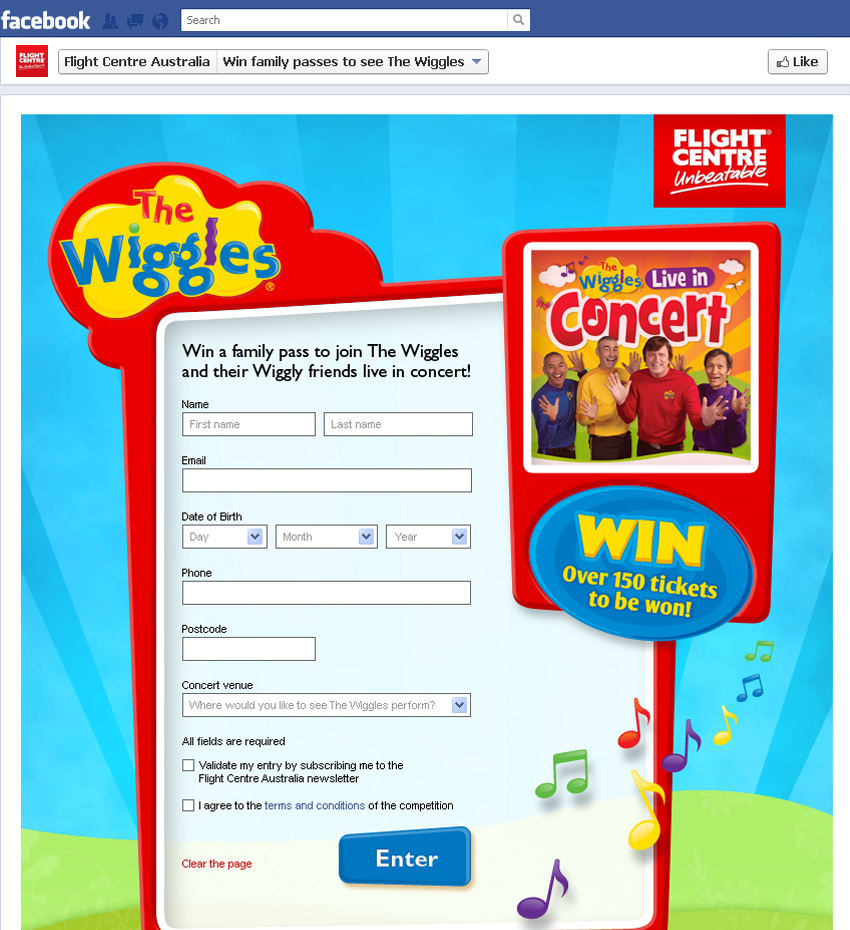 facebook
Search
FLIGHT CENTRE
Flight Centre Australia
Win family passes to see The Wiggles
Like
FLIGHT
CENTRE
Unbeatable
The
Wiggles
The
Wiggles
Live in
Concert
Win a family pass to join The Wiggles
and their Wiggly friends live in concert!
Name
First name
Last name
Email
Date of Birth
Day
Month
Year
Phone
WIN
Over 150 tickets
to be won!
Postcode
Concert venue
Where would you like to see The Wiggles perform?
All fields are required
Validate my entry by subscribing me to the
Flight Centre Australia newsletter
I agree to the terms and conditions of the competition
Clear the page
Enter